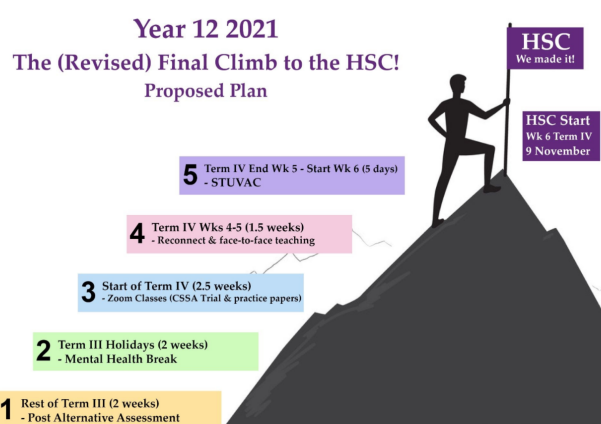 Year 12 2021
The (Revised) Final Climb to the HSC!
Proposed Plan
HSC
We made it!
HSC Start
Wk 6 Term IV
9 November
5 Term IV End Wk 5 - Start Wk 6 (5 days)
- STUVAC
4 Term IV Wks 4-5 (1.5 weeks)
- Reconnect & face-to-face teaching
3 Start of Term IV (2.5 weeks)
- Zoom Classes (CSSA Trial & practice papers)
2 Term III Holidays (2 weeks)
- Mental Health Break
1 Rest of Term III (2 weeks)
- Post Alternative Assessment